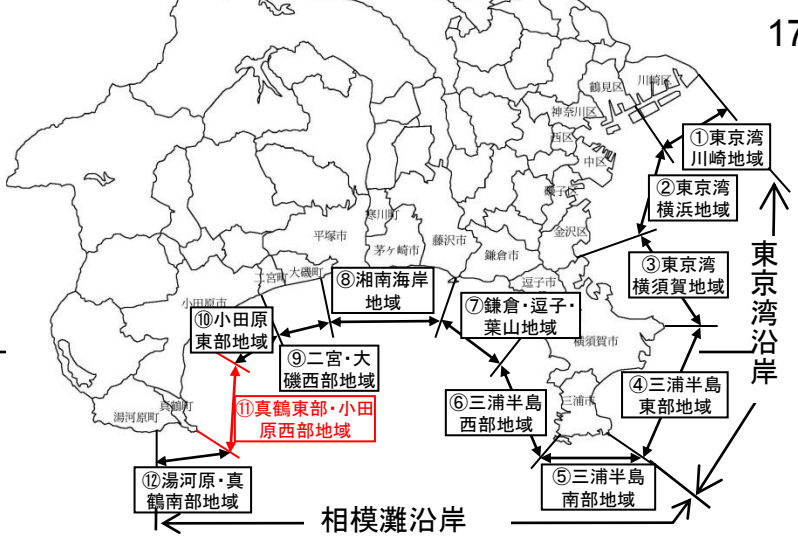 17
鶴見区
川崎区
神奈川区
西区
中区
磯子区
金沢区
①東京湾
川崎地域
②東京湾
横浜地域
③東京湾
横須賀地域
東京湾沿岸
寒川町
平塚市
茅ヶ崎市
藤沢市
鎌倉市
逗子市
二宮町
大磯町
小田原市
横須賀市
三浦市
真鶴町
湯河原町
⑧湘南海岸
地域
⑦鎌倉・逗子・
葉山地域
⑩小田原
東部地域
⑨二宮・大
磯西部地域
⑪真鶴東部・小田
原西部地域
⑥三浦半島
西部地域
④三浦半島
東部地域
⑤三浦半島
南部地域
⑫湯河原・真
鶴南部地域
相模灘沿岸